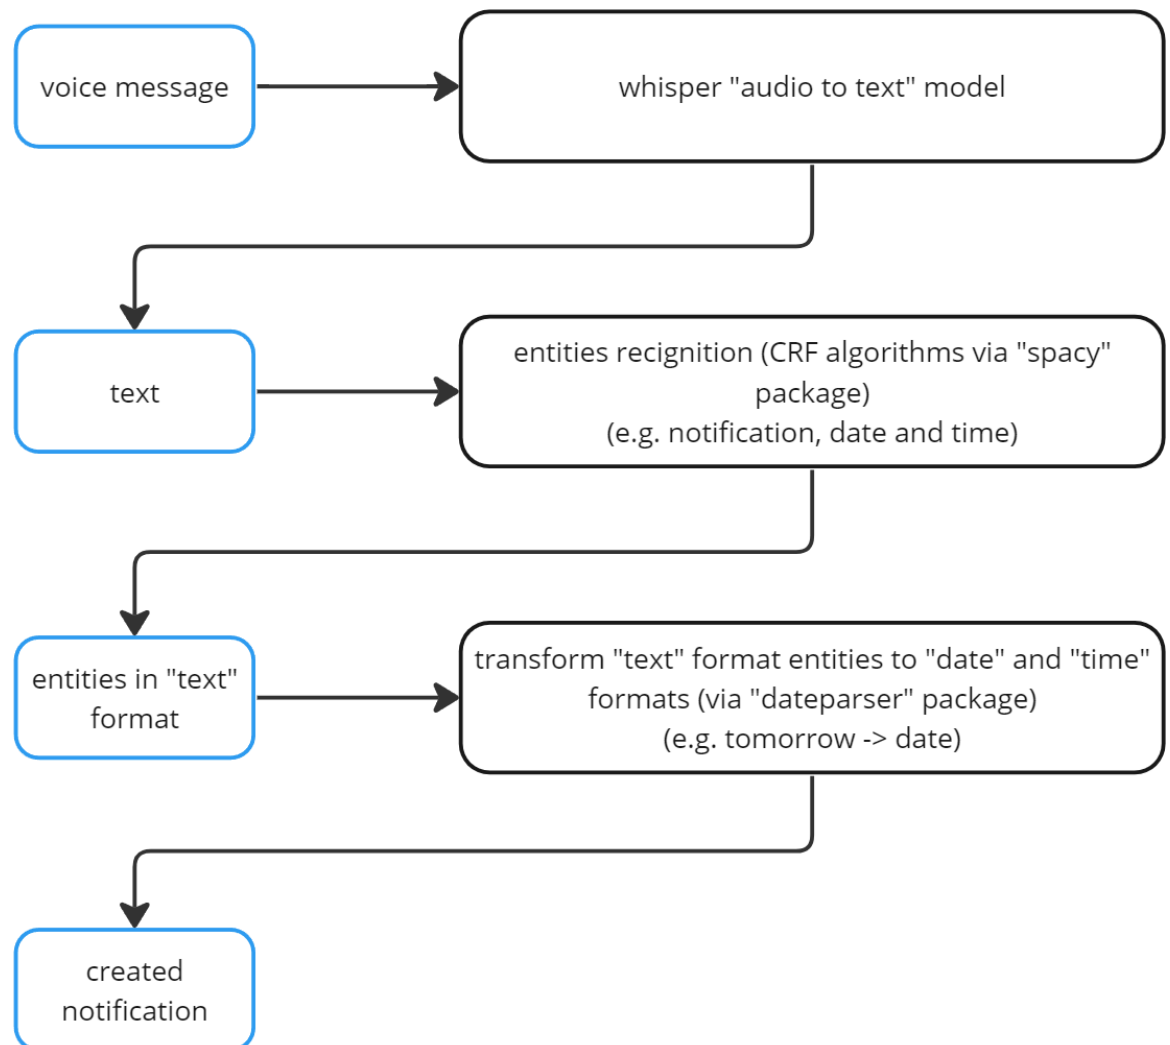 voice message
whisper "audio to text" model
text
entities recignition (CRF algorithms via "spacy"
package)
(e.g. notification, date and time)
entities in "text"
format
transform "text" format entities to "date" and "time"
formats (via "dateparser" package)
(e.g. tomorrow -> date)
created
notification